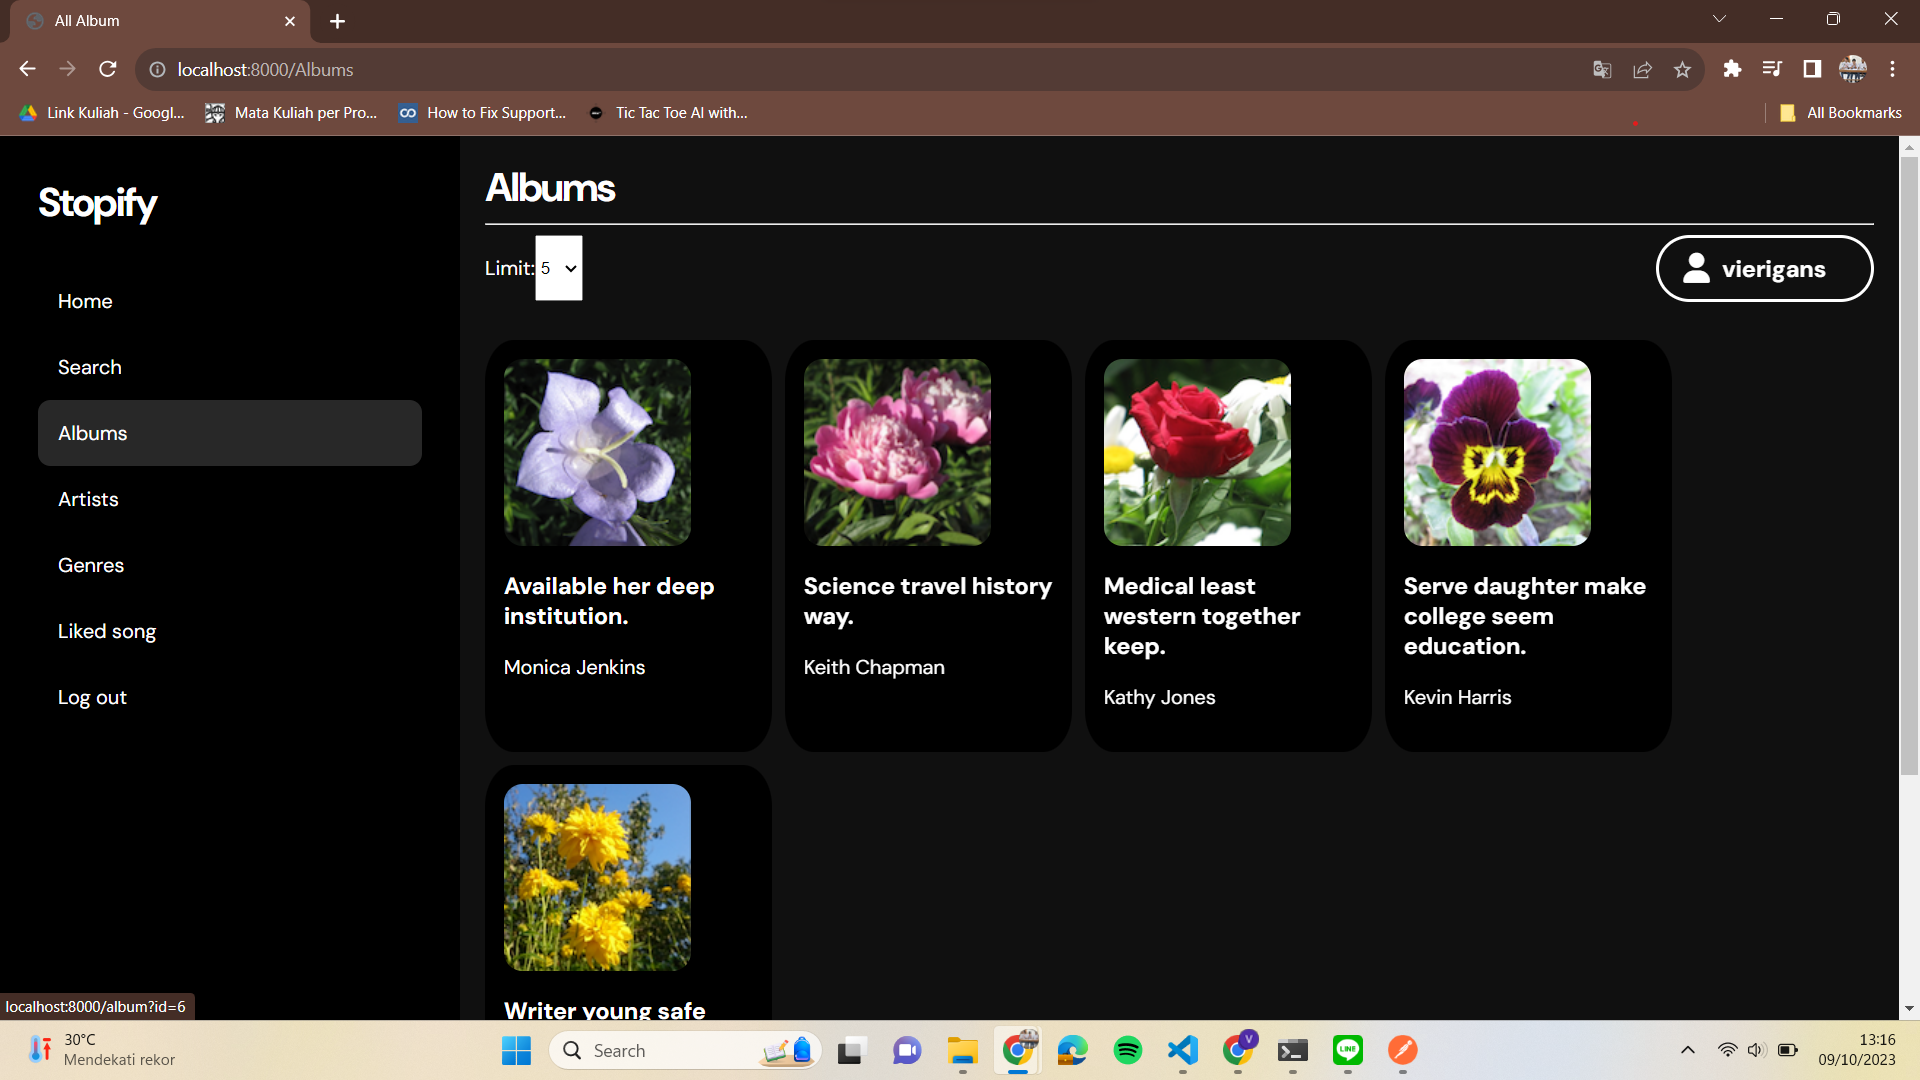 All Album
localhost:8000/Albums
Link Kuliah - Googl...
Mata Kuliah per Pro...
How to Fix Support...
Tic Tac Toe AI with...
All Bookmarks
Stopify
Home
Search
Albums
Artists
Genres
Liked song
Log out
Albums
Limit: 5
vierigans
Available her deep
institution.
Monica Jenkins
Science travel history
way.
Keith Chapman
Medical least
western together
keep.
Kathy Jones
Serve daughter make
college seem
education.
Kevin Harris
Writer young safe
localhost:8000/album?id=6
30°C
Mendekati rekor
Search
V
LINE
13:16
09/10/2023